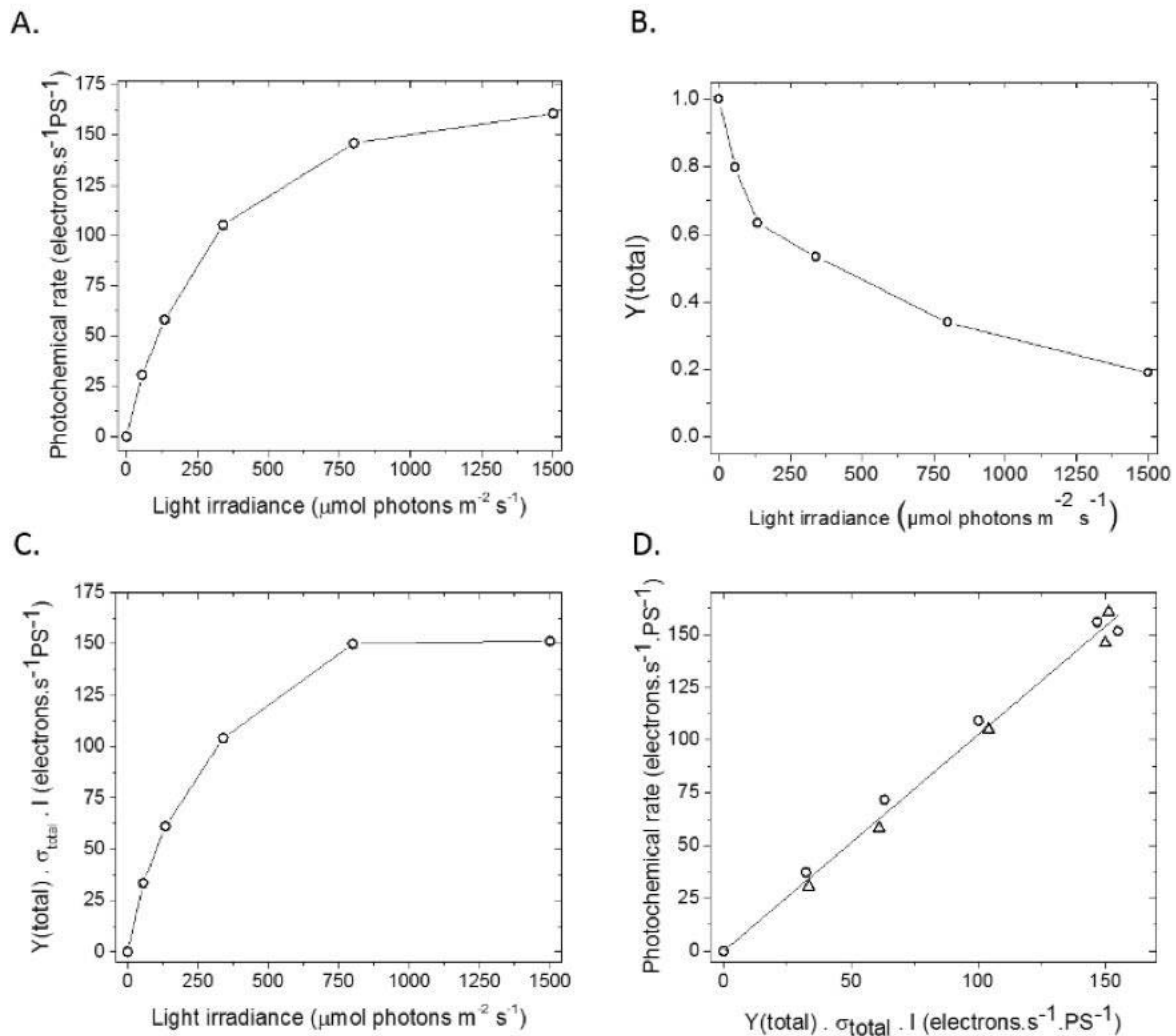 A.
Photochemical rate (electrons.s⁻¹PS⁻¹)
175
150
125
100
75
50
25
0
0 250 500 750 1000 1250 1500
Light irradiance (μmol photons m⁻² s⁻¹)
B.
Y(total)
1.0
0.8
0.6
0.4
0.2
0.0
0 250 500 750 1000 1250 1500
Light irradiance (μmol photons m⁻² s⁻¹)
C.
Y(total) . σtotal . I (electrons.s⁻¹PS⁻¹)
175
150
125
100
75
50
25
0
0 250 500 750 1000 1250 1500
Light irradiance (μmol photons m⁻² s⁻¹)
D.
Photochemical rate (electrons.s⁻¹.PS⁻¹)
150
100
50
0
0 50 100 150
Y(total) . σtotal . I (electrons.s⁻¹.PS⁻¹)